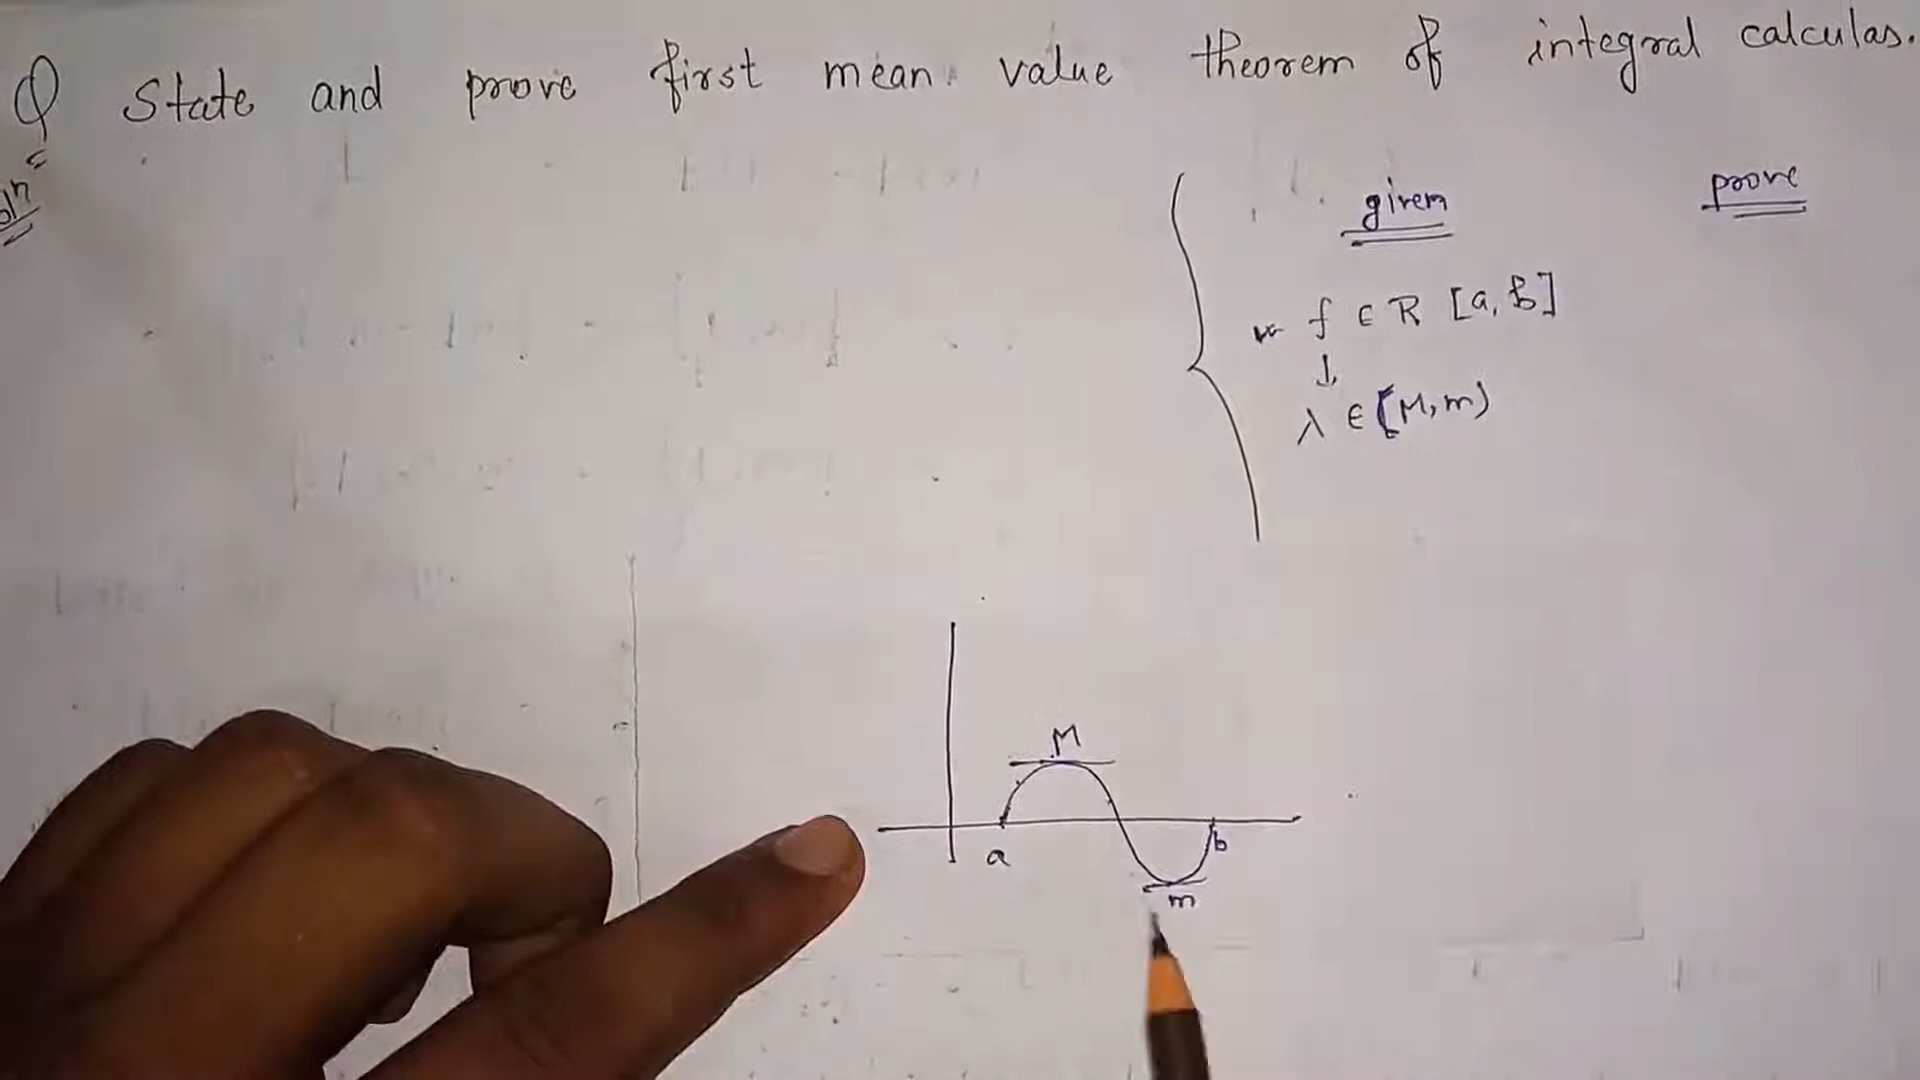 Q State and prove first mean value theorem of integral calculas.
given
prove
f ∈ R [a, b]
↓
λ ∈ [M, m)
M
a
b
m